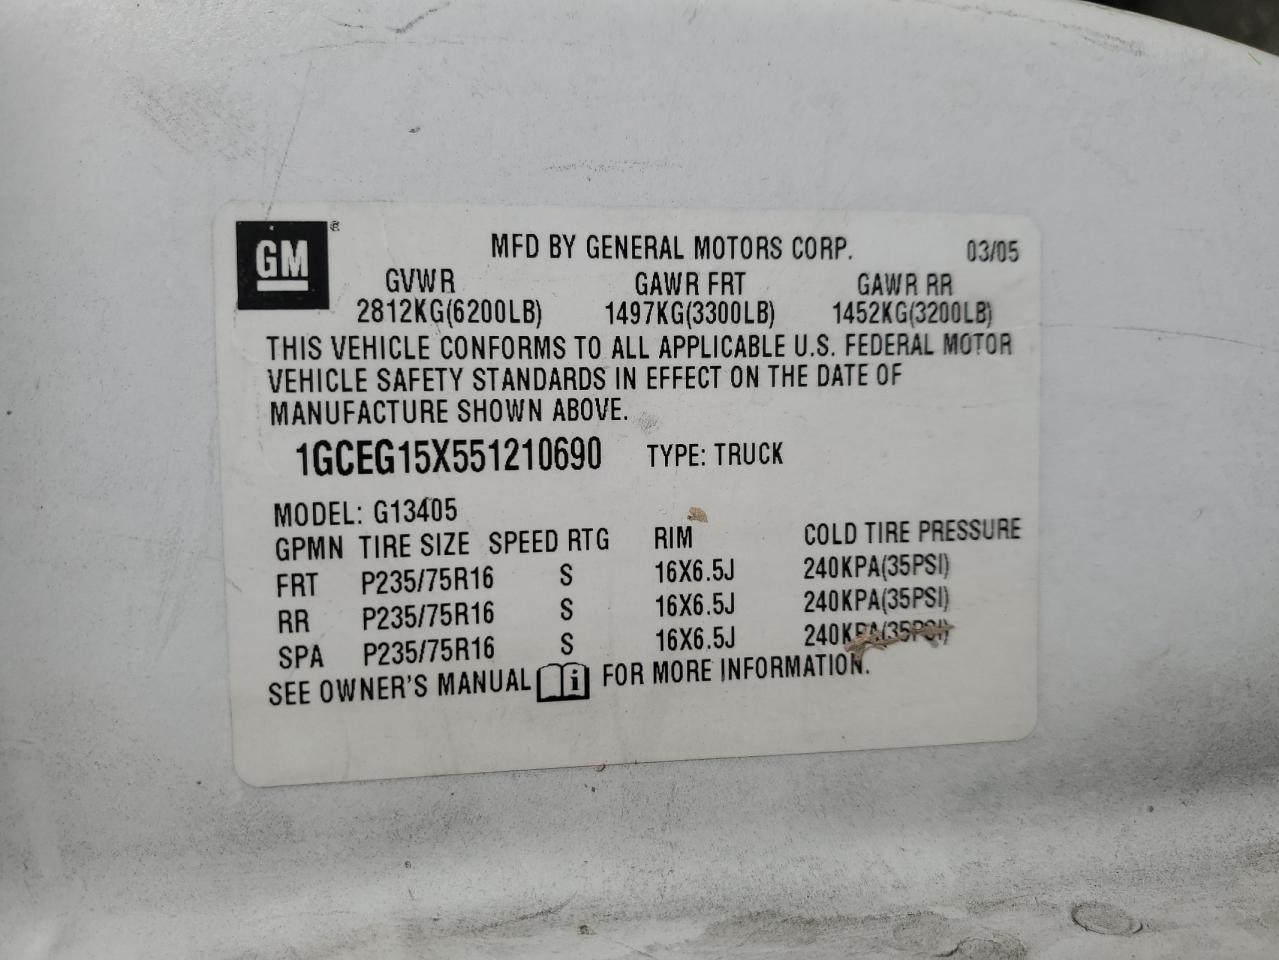 GM®
MFD BY GENERAL MOTORS CORP. 03/05
GVWR GAWR FRT GAWR RR
2812KG(6200LB) 1497KG(3300LB) 1452KG(3200LB)
THIS VEHICLE CONFORMS TO ALL APPLICABLE U.S. FEDERAL MOTOR
VEHICLE SAFETY STANDARDS IN EFFECT ON THE DATE OF
MANUFACTURE SHOWN ABOVE.
1GCEG15X551210690 TYPE: TRUCK
MODEL: G13405
GPMN TIRE SIZE SPEED RTG RIM COLD TIRE PRESSURE
FRT P235/75R16 S 16X6.5J 240KPA(35PSI)
RR P235/75R16 S 16X6.5J 240KPA(35PSI)
SPA P235/75R16 S 16X6.5J 240KPA(35PSI)
SEE OWNER'S MANUAL i FOR MORE INFORMATION.